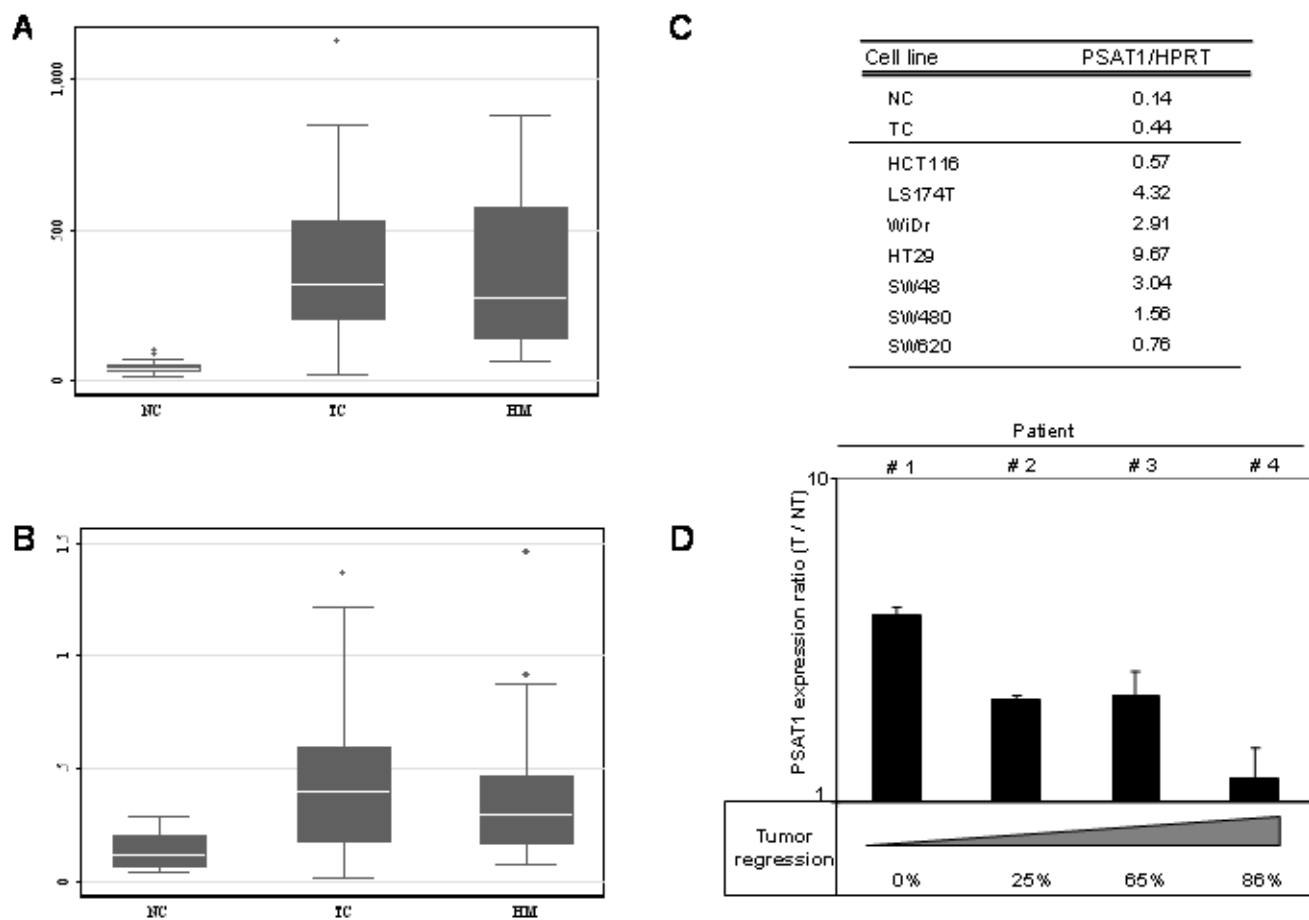 A
1,000
500
0
NC TC HM
B
1.5
1
.5
0
NC TC HM
C
Cell line PSAT1/HPRT
NC 0.14
TC 0.44
HCT116 0.57
LS174T 4.32
WiDr 2.91
HT29 9.67
SW48 3.04
SW480 1.56
SW620 0.76
D
Patient
# 1 # 2 # 3 # 4
10
PSAT1 expression ratio (T / NT)
1
Tumor
regression
0% 25% 65% 86%